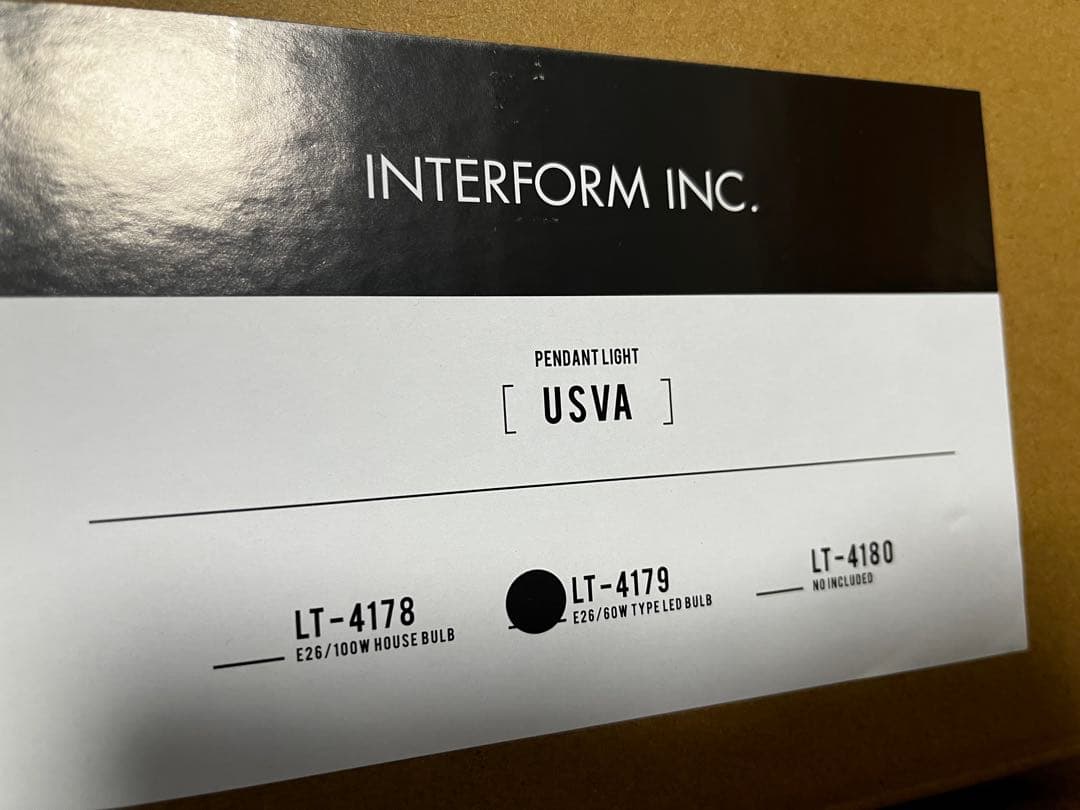 INTERFORM INC.
PENDANT LIGHT
[ USVA ]
LT-4178
E26/100W HOUSE BULB
LT-4179
E26/60W TYPE LED BULB
LT-4180
NO INCLUDED